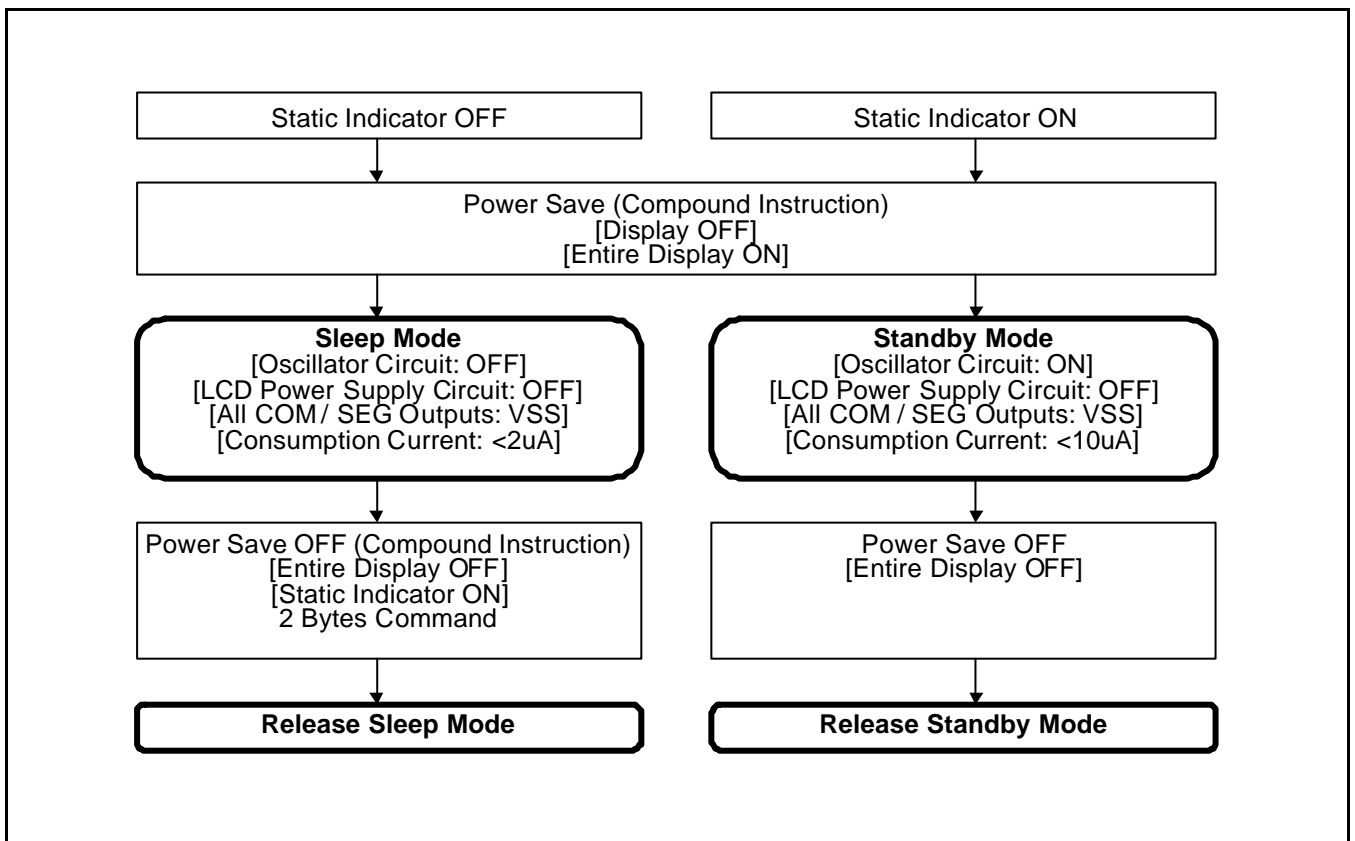 Static Indicator OFF
Static Indicator ON
Power Save (Compound Instruction)
[Display OFF]
[Entire Display ON]
Sleep Mode
[Oscillator Circuit: OFF]
[LCD Power Supply Circuit: OFF]
[All COM / SEG Outputs: VSS]
[Consumption Current: <2uA]
Standby Mode
[Oscillator Circuit: ON]
[LCD Power Supply Circuit: OFF]
[All COM / SEG Outputs: VSS]
[Consumption Current: <10uA]
Power Save OFF (Compound Instruction)
[Entire Display OFF]
[Static Indicator ON]
2 Bytes Command
Power Save OFF
[Entire Display OFF]
Release Sleep Mode
Release Standby Mode